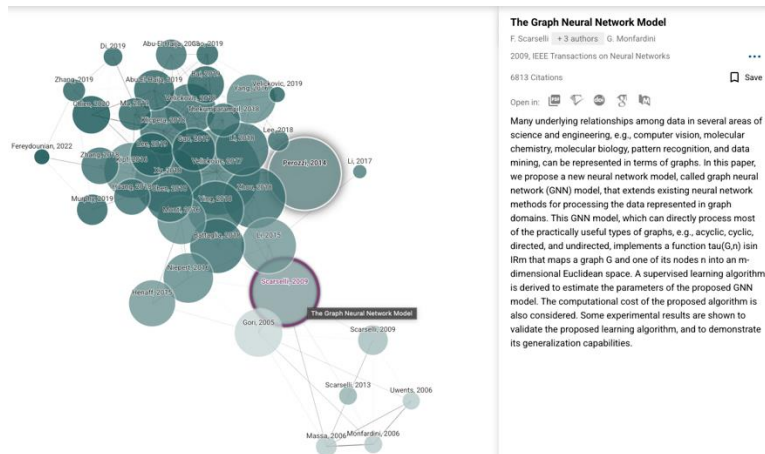 The Graph Neural Network Model
F. Scarselli + 3 authors G. Monfardini
2009, IEEE Transactions on Neural Networks
6813 Citations
Save
Open in:
Many underlying relationships among data in several areas of
science and engineering, e.g., computer vision, molecular
chemistry, molecular biology, pattern recognition, and data
mining, can be represented in terms of graphs. In this paper,
we propose a new neural network model, called graph neural
network (GNN) model, that extends existing neural network
methods for processing the data represented in graph
domains. This GNN model, which can directly process most
of the practically useful types of graphs, e.g., acyclic, cyclic,
directed, and undirected, implements a function tau(G,n) isin
IRm that maps a graph G and one of its nodes n into an m-
dimensional Euclidean space. A supervised learning algorithm
is derived to estimate the parameters of the proposed GNN
model. The computational cost of the proposed algorithm is
also considered. Some experimental results are shown to
validate the proposed learning algorithm, and to demonstrate
its generalization capabilities.
Di, 2019
Zhang, 2019
Velickovic, 2019
Lee, 2018
Fereydounian, 2022
Velickovic, 2017
Perozzi, 2014
Li, 2017
Ying, 2018
Zhou, 2018
Battaglia, 2018
Li, 2015
Niepert, 2016
Henaff, 2015
Scarselli, 2009
The Graph Neural Network Model
Gori, 2005
Scarselli, 2009
Scarselli, 2013
Uwents, 2006
Massa, 2006
Monfardini, 2006